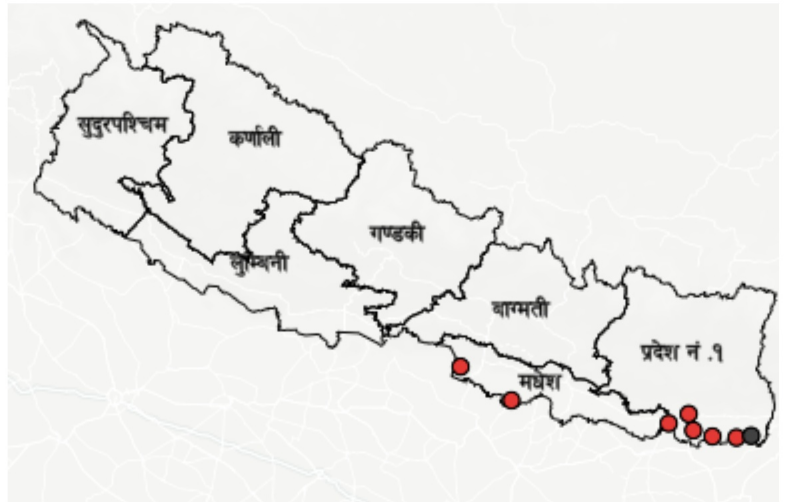 सुदुरपश्चिम
कर्णाली
गण्डकी
लुम्बिनी
बाग्मती
प्रदेश नं .१
मधेश